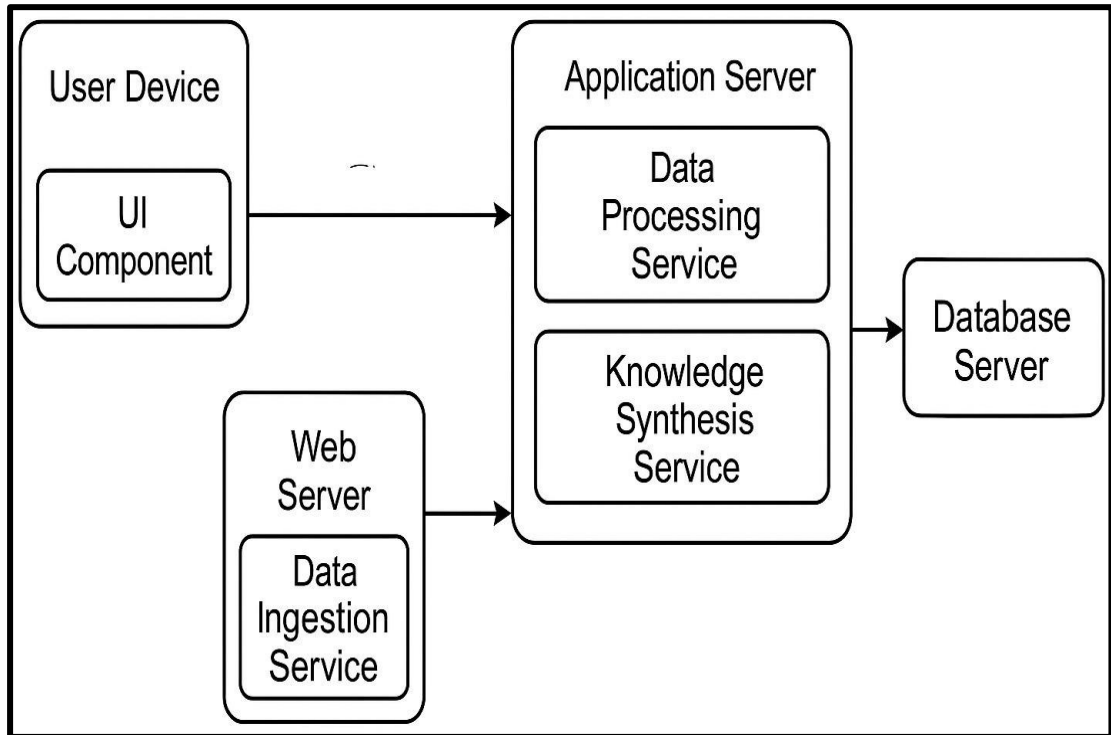 User Device
UI
Component
Application Server
Data
Processing
Service
Knowledge
Synthesis
Service
Database
Server
Web
Server
Data
Ingestion
Service